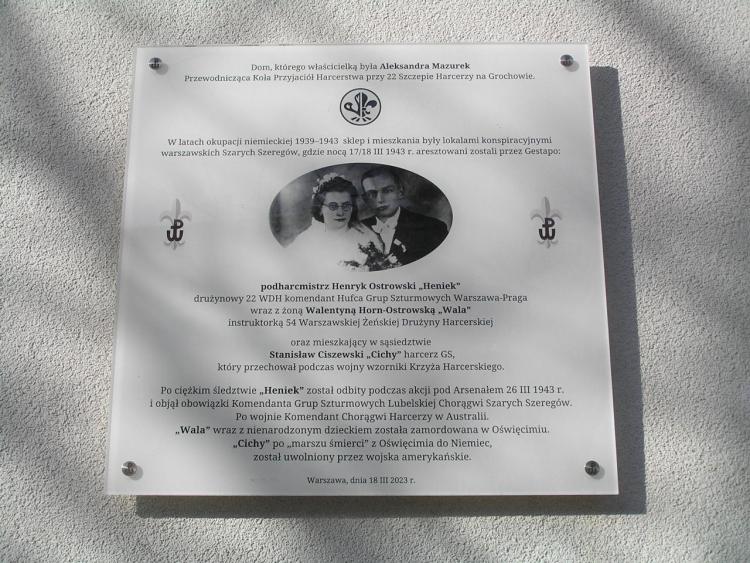 Dom, którego właścicielką była Aleksandra Mazurek
Przewodnicząca Koła Przyjaciół Harcerstwa przy 22 Szczepie Harcerzy na Grochowie.
W latach okupacji niemieckiej 1939–1943 sklep i mieszkania były lokalami konspiracyjnymi
warszawskich Szarych Szeregów, gdzie nocą 17/18 III 1943 r. aresztowani zostali przez Gestapo:
podharcmistrz Henryk Ostrowski „Heniek”
drużynowy 22 WDH komendant Hufca Grup Szturmowych Warszawa-Praga
wraz z żoną Walentyną Horn-Ostrowską „Wala”
instruktorką 54 Warszawskiej Żeńskiej Drużyny Harcerskiej
oraz mieszkający w sąsiedztwie
Stanisław Ciszewski „Cichy” harcerz GS,
który przechował podczas wojny wzorniki Krzyża Harcerskiego.
Po ciężkim śledztwie „Heniek” został odbity podczas akcji pod Arsenałem 26 III 1943 r.
i objął obowiązki Komendanta Grup Szturmowych Lubelskiej Chorągwi Szarych Szeregów.
Po wojnie Komendant Chorągwi Harcerzy w Australii.
„Wala” wraz z nienarodzonym dzieckiem została zamordowana w Oświęcimiu.
„Cichy” po „marszu śmierci” z Oświęcimia do Niemiec,
został uwolniony przez wojska amerykańskie.
Warszawa, dnia 18 III 2023 r.